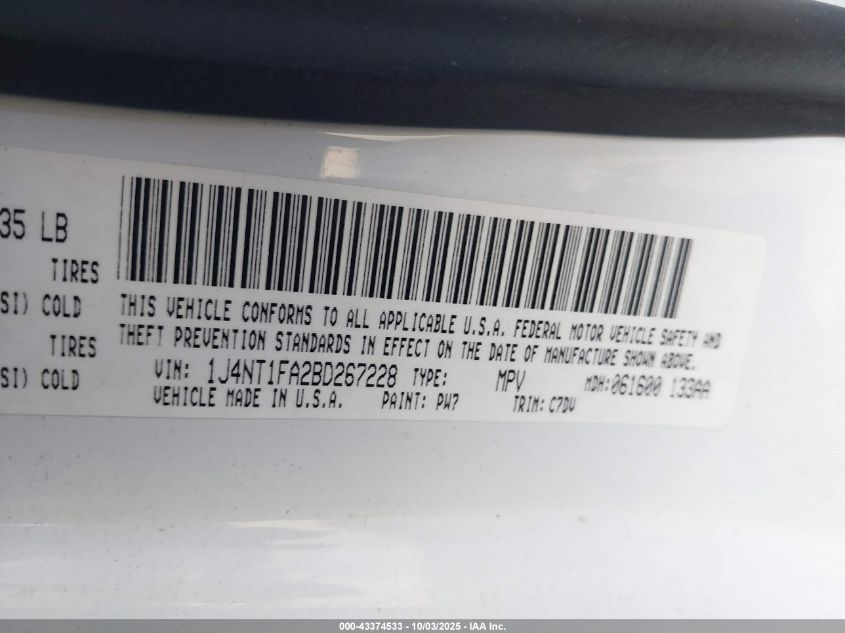 35 LB
TIRES
SI) COLD
TIRES
SI) COLD
THIS VEHICLE CONFORMS TO ALL APPLICABLE U.S.A. FEDERAL MOTOR VEHICLE SAFETY AND
THEFT PREVENTION STANDARDS IN EFFECT ON THE DATE OF MANUFACTURE SHOWN ABOVE.
VIN: 1J4NT1FA2BD267228 TYPE: MPV MDH: 061600 133AA
VEHICLE MADE IN U.S.A. PAINT: PW7 TRIM: C7DV
000-43374533 - 10/03/2025 - IAA Inc.